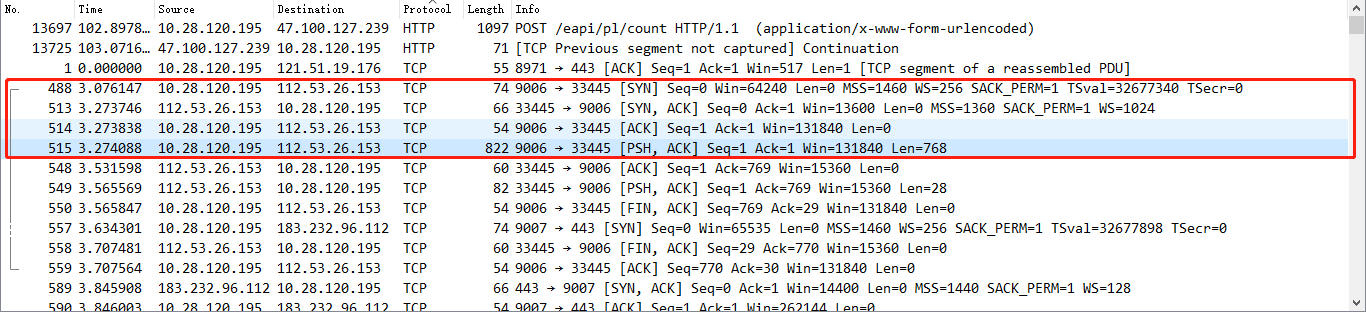 No. Time Source Destination Protocol Length Info
13697 102.8978… 10.28.120.195 47.100.127.239 HTTP 1097 POST /eapi/pl/count HTTP/1.1 (application/x-www-form-urlencoded)
13725 103.0716… 47.100.127.239 10.28.120.195 HTTP 71 [TCP Previous segment not captured] Continuation
1 0.000000 10.28.120.195 121.51.19.176 TCP 55 8971 → 443 [ACK] Seq=1 Ack=1 Win=517 Len=1 [TCP segment of a reassembled PDU]
488 3.076147 10.28.120.195 112.53.26.153 TCP 74 9006 → 33445 [SYN] Seq=0 Win=64240 Len=0 MSS=1460 WS=256 SACK_PERM=1 TSval=32677340 TSecr=0
513 3.273746 112.53.26.153 10.28.120.195 TCP 66 33445 → 9006 [SYN, ACK] Seq=0 Ack=1 Win=13600 Len=0 MSS=1360 SACK_PERM=1 WS=1024
514 3.273838 10.28.120.195 112.53.26.153 TCP 54 9006 → 33445 [ACK] Seq=1 Ack=1 Win=131840 Len=0
515 3.274088 10.28.120.195 112.53.26.153 TCP 822 9006 → 33445 [PSH, ACK] Seq=1 Ack=1 Win=131840 Len=768
548 3.531598 112.53.26.153 10.28.120.195 TCP 60 33445 → 9006 [ACK] Seq=1 Ack=769 Win=15360 Len=0
549 3.565569 112.53.26.153 10.28.120.195 TCP 82 33445 → 9006 [PSH, ACK] Seq=1 Ack=769 Win=15360 Len=28
550 3.565847 10.28.120.195 112.53.26.153 TCP 54 9006 → 33445 [FIN, ACK] Seq=769 Ack=29 Win=131840 Len=0
557 3.634301 10.28.120.195 183.232.96.112 TCP 74 9007 → 443 [SYN] Seq=0 Win=65535 Len=0 MSS=1460 WS=256 SACK_PERM=1 TSval=32677898 TSecr=0
558 3.707481 112.53.26.153 10.28.120.195 TCP 60 33445 → 9006 [FIN, ACK] Seq=29 Ack=770 Win=15360 Len=0
559 3.707564 10.28.120.195 112.53.26.153 TCP 54 9006 → 33445 [ACK] Seq=770 Ack=30 Win=131840 Len=0
589 3.845908 183.232.96.112 10.28.120.195 TCP 66 443 → 9007 [SYN, ACK] Seq=0 Ack=1 Win=14400 Len=0 MSS=1440 SACK_PERM=1 WS=128
590 3.846003 10.28.120.195 183.232.96.112 TCP 54 9007 → 443 [ACK] Seq=1 Ack=1 Win=262144 Len=0